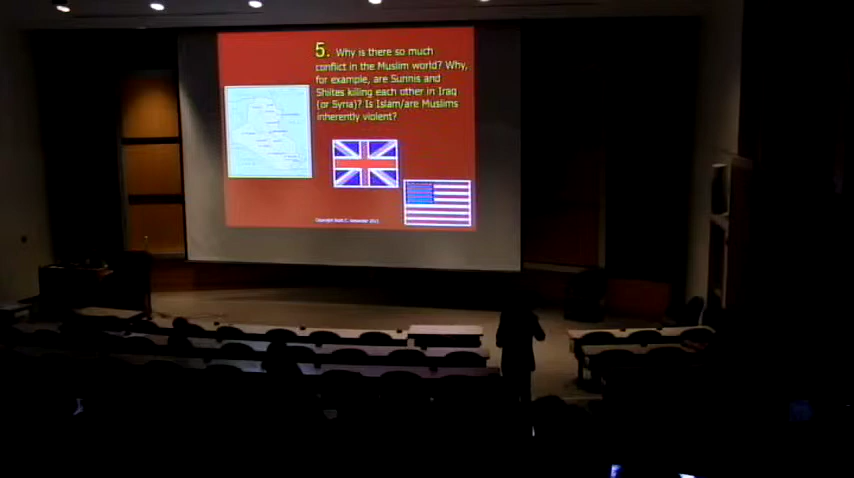 5. Why is there so much
conflict in the Muslim world? Why,
for example, are Sunnis and
Shiites killing each other in Iraq
(or Syria)? Is Islam/are Muslims
inherently violent?
Copyright